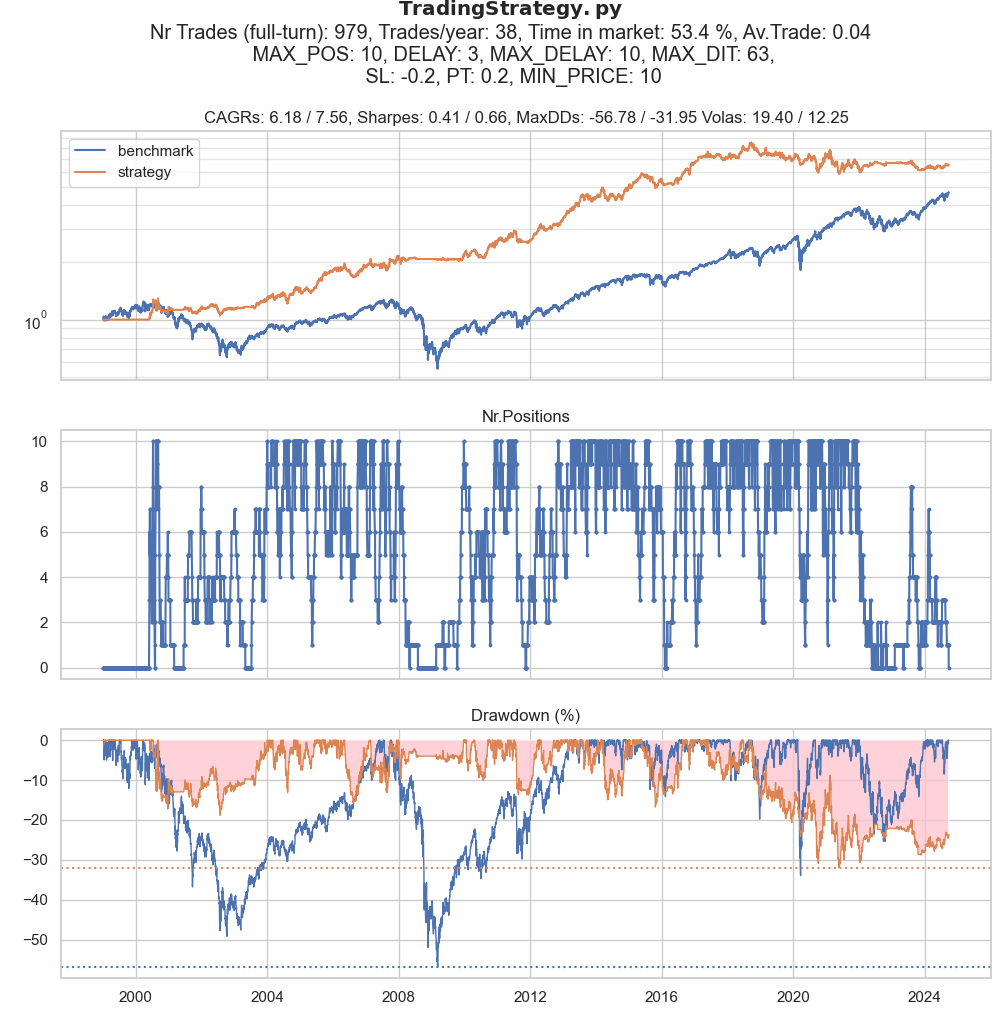 TradingStrategy.py
Nr Trades (full-turn): 979, Trades/year: 38, Time in market: 53.4 %, Av.Trade: 0.04
MAX_POS: 10, DELAY: 3, MAX_DELAY: 10, MAX_DIT: 63,
SL: -0.2, PT: 0.2, MIN_PRICE: 10
CAGRs: 6.18 / 7.56, Sharpes: 0.41 / 0.66, MaxDDs: -56.78 / -31.95 Volas: 19.40 / 12.25
benchmark
strategy
10⁰
Nr.Positions
10
8
6
4
2
0
Drawdown (%)
0
−10
−20
−30
−40
−50
2000 2004 2008 2012 2016 2020 2024